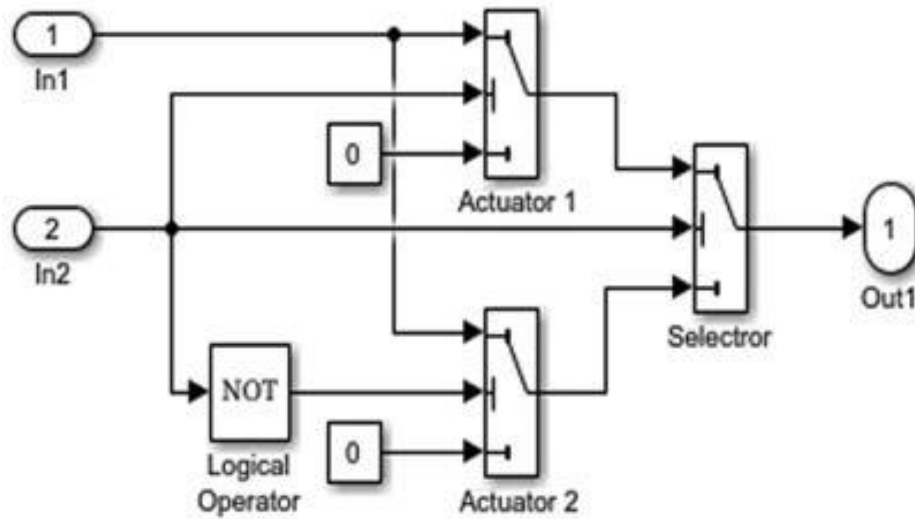 1
In1
0
Actuator 1
2
In2
1
Out1
Selectror
NOT
Logical
Operator
0
Actuator 2